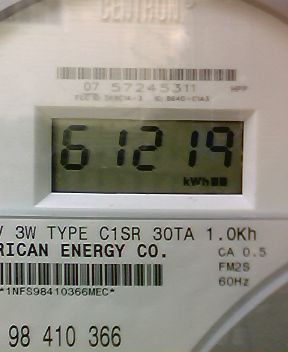 CENTRON
07 57245311
61219
kWh
V 3W TYPE C1SR 30TA 1.0Kh
RICAN ENERGY CO.
CA 0.5
FM2S
60Hz
*1NFS98410366MEC*
98 410 366